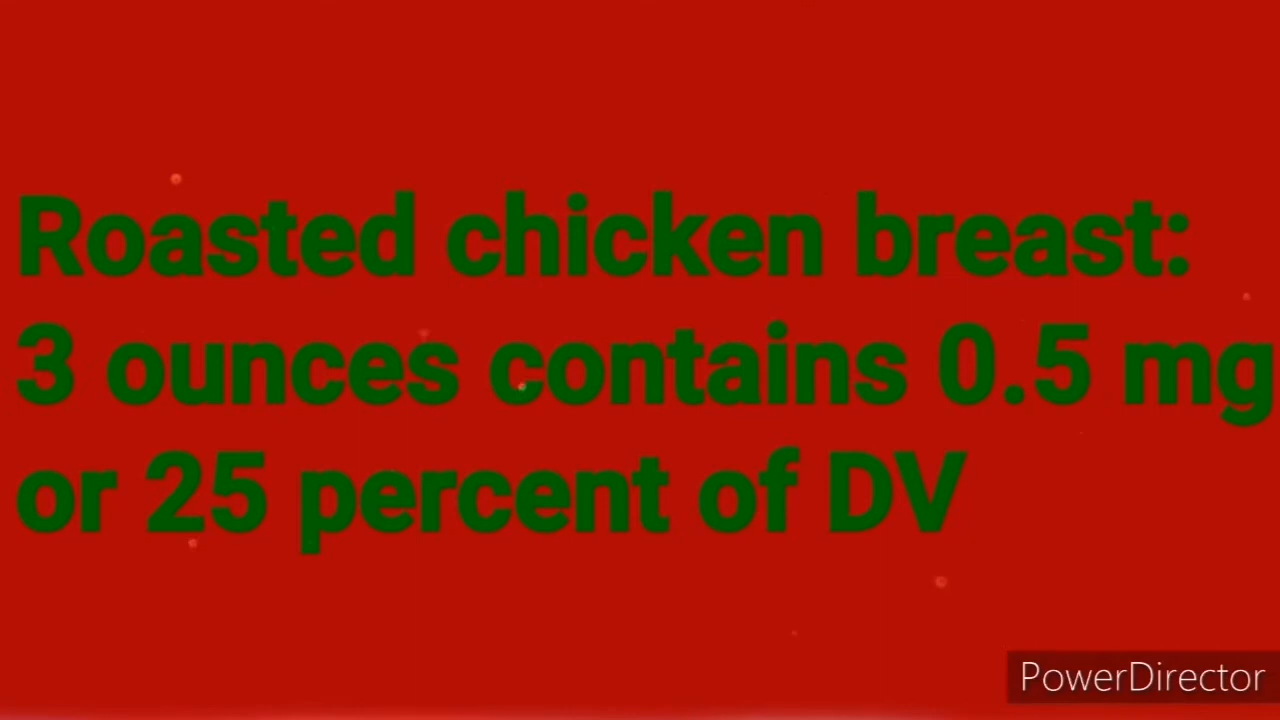 Roasted chicken breast:
3 ounces contains 0.5 mg
or 25 percent of DV
PowerDirector